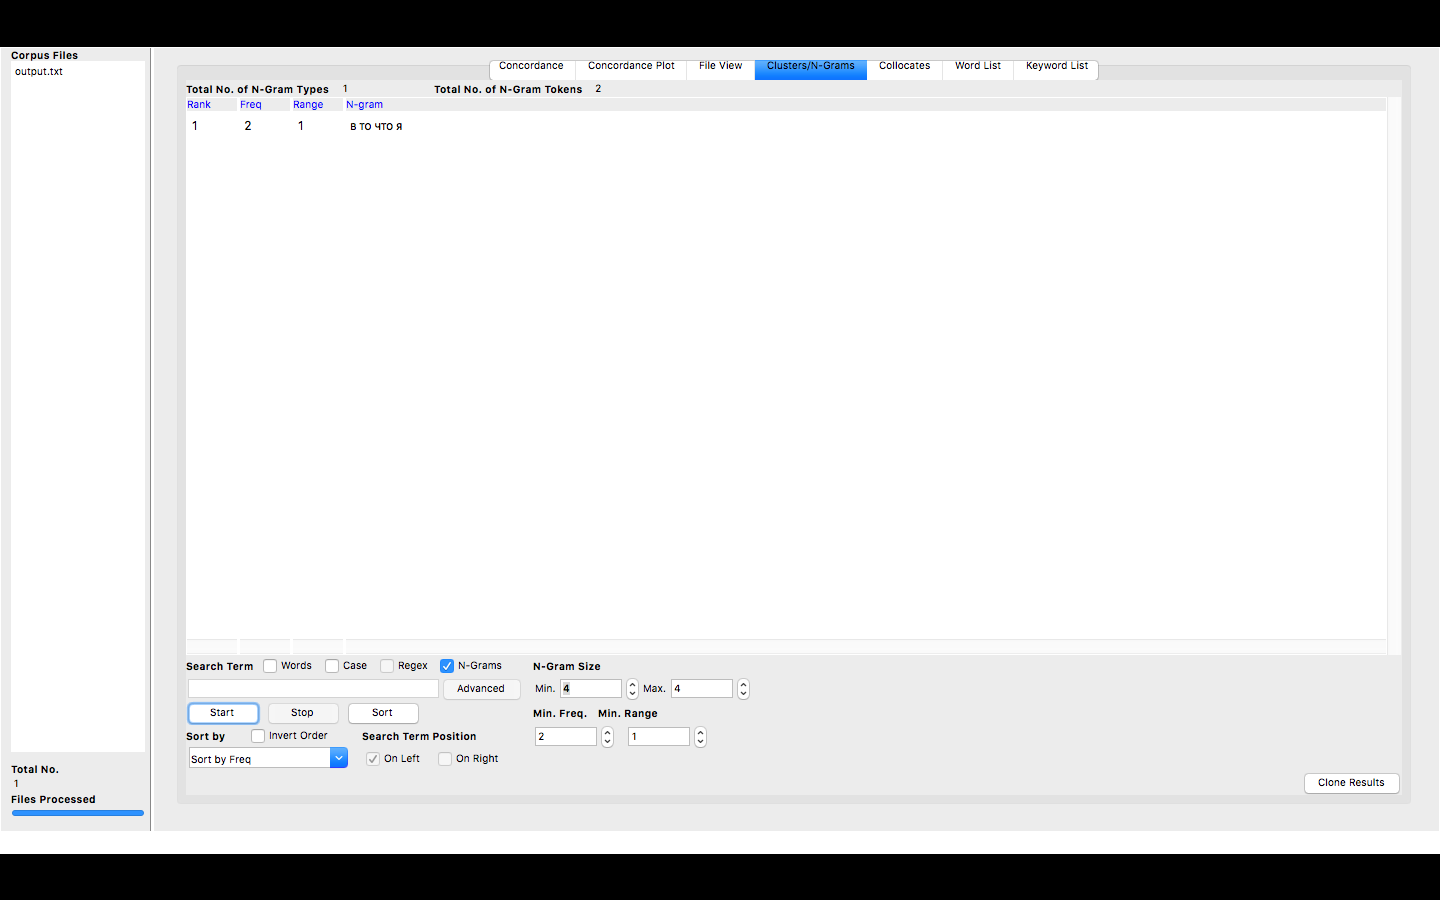 Corpus Files
output.txt
Concordance Concordance Plot File View Clusters/N-Grams Collocates Word List Keyword List
Total No. of N-Gram Types 1 Total No. of N-Gram Tokens 2
Rank Freq Range N-gram
1 2 1 в то что я
Search Term Words Case Regex N-Grams N-Gram Size
Advanced Min. 4 Max. 4
Start Stop Sort Min. Freq. Min. Range
Sort by Invert Order Search Term Position 2 1
Sort by Freq On Left On Right
Total No.
1
Files Processed
Clone Results